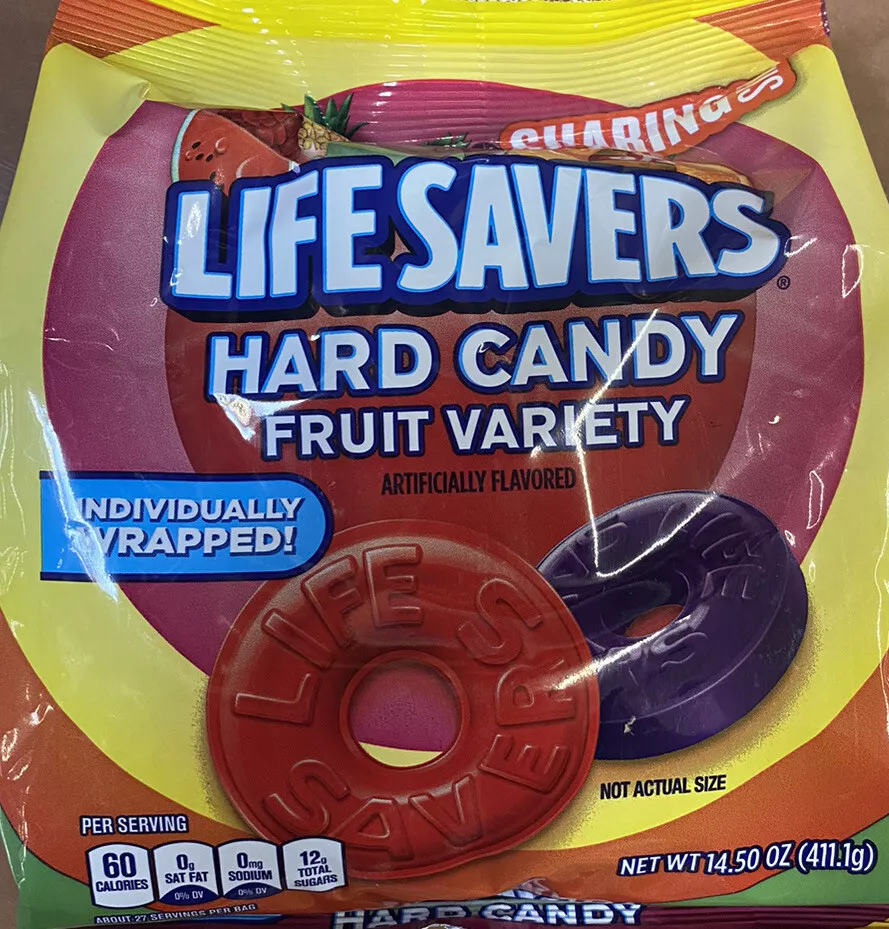 SHARING S
LIFE SAVERS®
HARD CANDY
FRUIT VARIETY
ARTIFICIALLY FLAVORED
INDIVIDUALLY
WRAPPED!
LIFE SAVERS
LIFE
NOT ACTUAL SIZE
PER SERVING
60 CALORIES
0g SAT FAT 0% DV
0mg SODIUM 0% DV
12g TOTAL SUGARS
ABOUT 27 SERVINGS PER BAG
NET WT 14.50 OZ (411.1g)
HARD CANDY